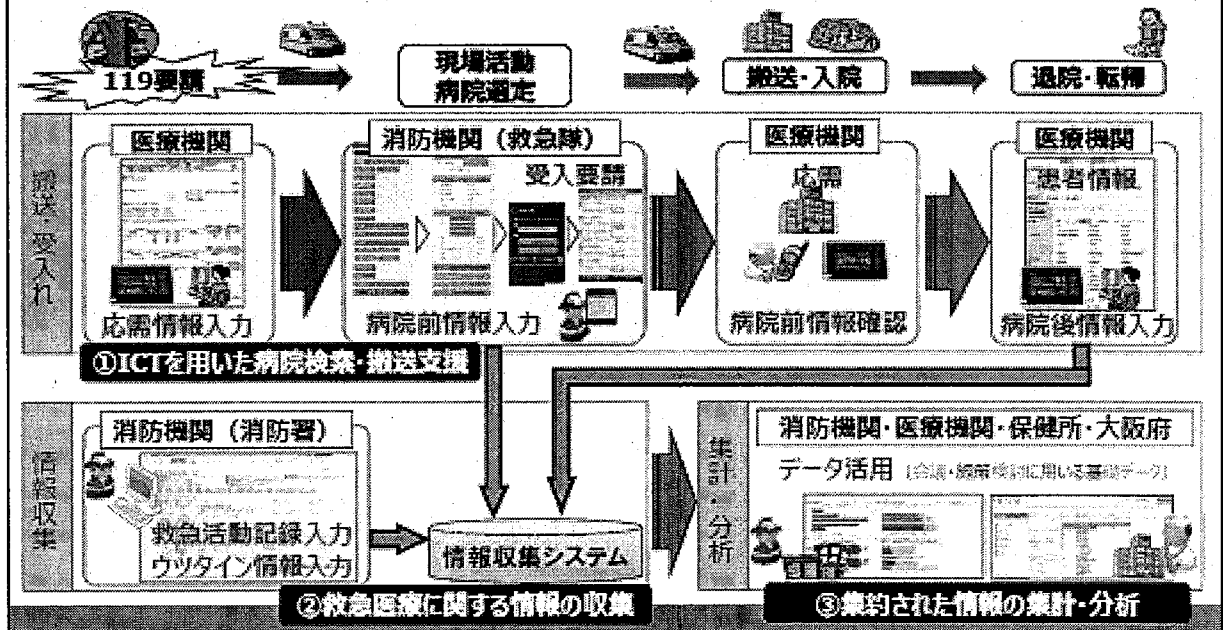 119要請
現場活動
病院選定
搬送・入院
退院・転帰
搬送・受入れ
医療機関
応需情報入力
消防機関（救急隊）
受入要請
病院前情報入力
医療機関
応需
病院前情報確認
医療機関
患者情報
病院後情報入力
①ICTを用いた病院検索・搬送支援
情報収集
消防機関（消防署）
救急活動記録入力
ウツタイン情報入力
情報収集システム
②救急医療に関する情報の収集
集計・分析
消防機関・医療機関・保健所・大阪府
データ活用
③集約された情報の集計・分析